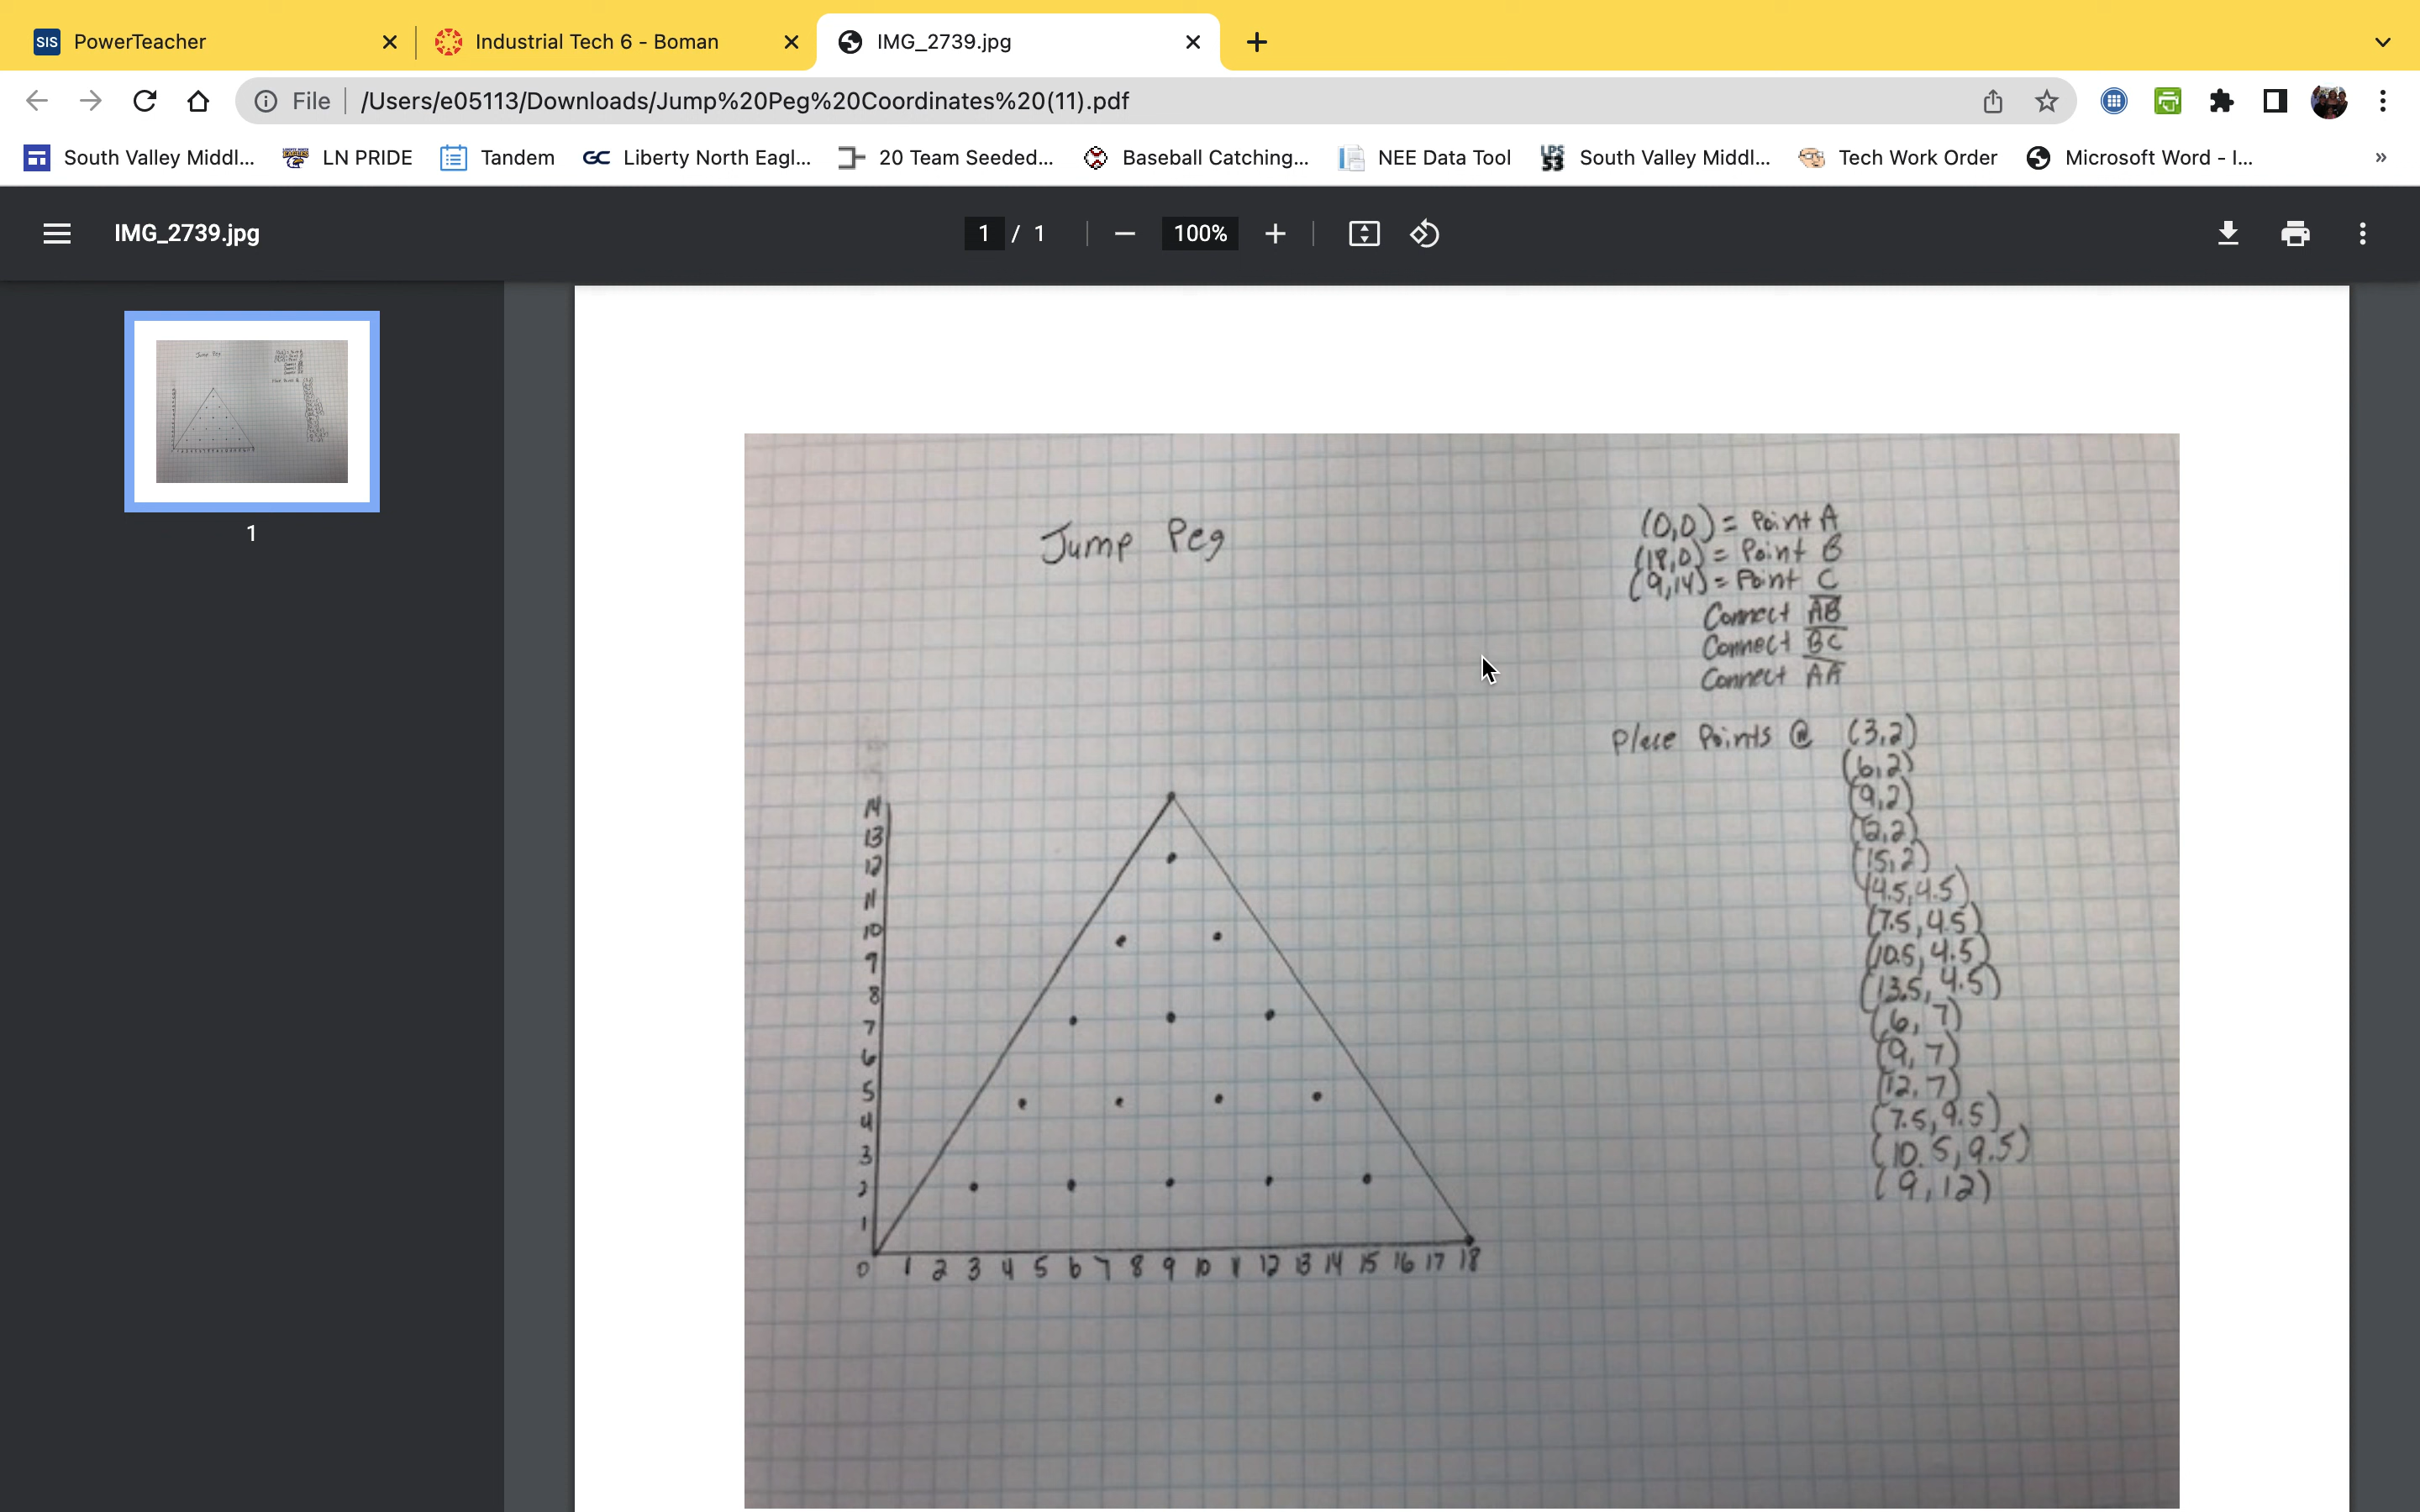 SIS PowerTeacher
Industrial Tech 6 - Boman
IMG_2739.jpg
File
/Users/e05113/Downloads/Jump%20Peg%20Coordinates%20(11).pdf
South Valley Middl...
LN PRIDE
Tandem
GC Liberty North Eagl...
20 Team Seeded...
Baseball Catching...
NEE Data Tool
LPS 53 South Valley Middl...
Tech Work Order
Microsoft Word - I...
»
IMG_2739.jpg
1 / 1
100%
1
Jump Peg
(0,0) = Point A
(18,0) = Point B
(9,14) = Point C
Connect AB
Connect BC
Connect AA
Place Points @ (3,2)
(6,2)
(9,2)
(12,2)
(15,2)
(4.5,4.5)
(7.5,4.5)
(10.5,4.5)
(13.5,4.5)
(6,7)
(9,7)
(12,7)
(7.5,9.5)
(10.5,9.5)
(9,12)
14
13
12
11
10
9
8
7
6
5
4
3
2
1
0 1 2 3 4 5 6 7 8 9 10 11 12 13 14 15 16 17 18